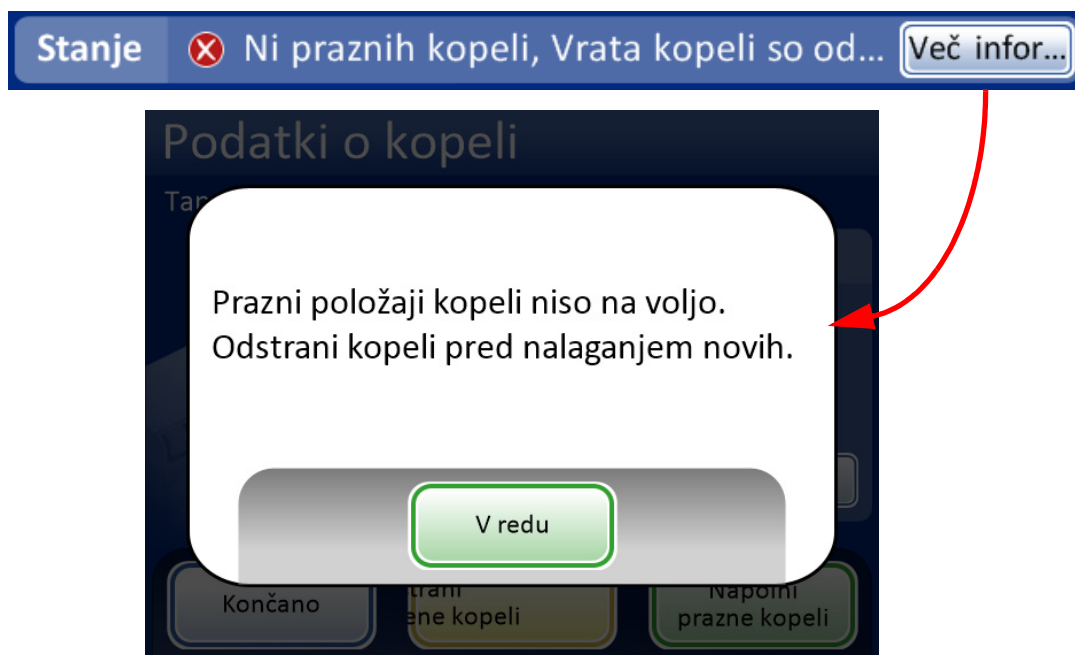 Stanje Ni praznih kopeli, Vrata kopeli so od... Več infor...
Podatki o kopeli
Prazni položaji kopeli niso na voljo.
Odstrani kopeli pred nalaganjem novih.
V redu
Končano
Napolni
prazne kopeli
kopeli